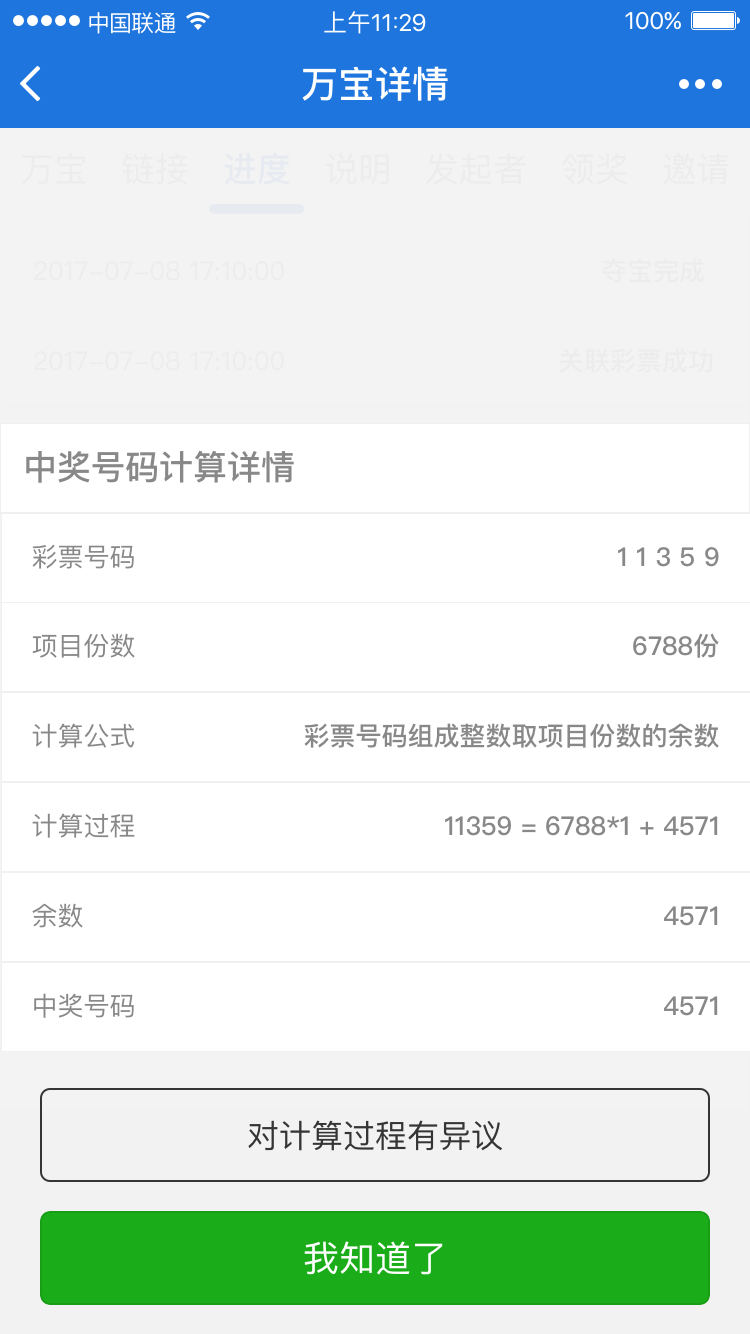 中国联通 上午11:29 100%
万宝详情
万宝 链接 进度 说明 发起者 领奖 邀请
2017-07-08 17:10:00 夺宝完成
2017-07-08 17:10:00 关联彩票成功
中奖号码计算详情
彩票号码 1 1 3 5 9
项目份数 6788份
计算公式 彩票号码组成整数取项目份数的余数
计算过程 11359 = 6788*1 + 4571
余数 4571
中奖号码 4571
对计算过程有异议
我知道了